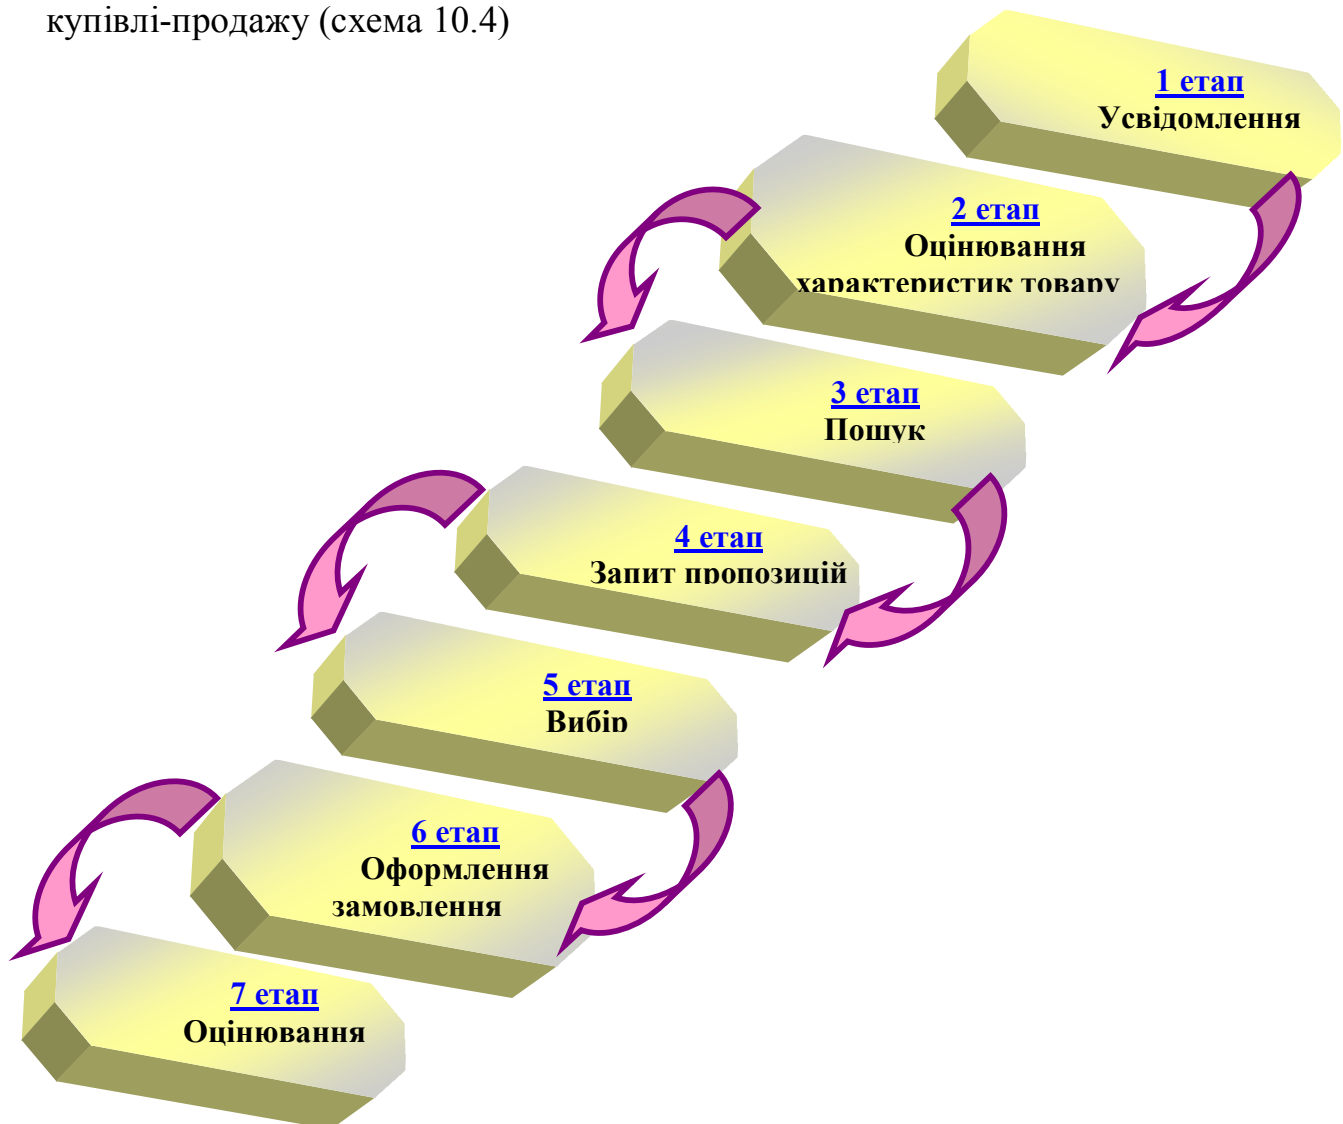 купівлі-продажу (схема 10.4)
1 етап
Усвідомлення
2 етап
Оцінювання
характеристик товару
3 етап
Пошук
4 етап
Запит пропозицій
5 етап
Вибір
6 етап
Оформлення
замовлення
7 етап
Оцінювання